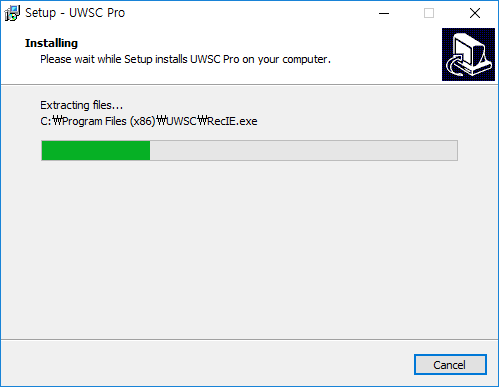 Setup - UWSC Pro
Installing
Please wait while Setup installs UWSC Pro on your computer.
Extracting files...
C:₩Program Files (x86)₩UWSC₩RecIE.exe
Cancel